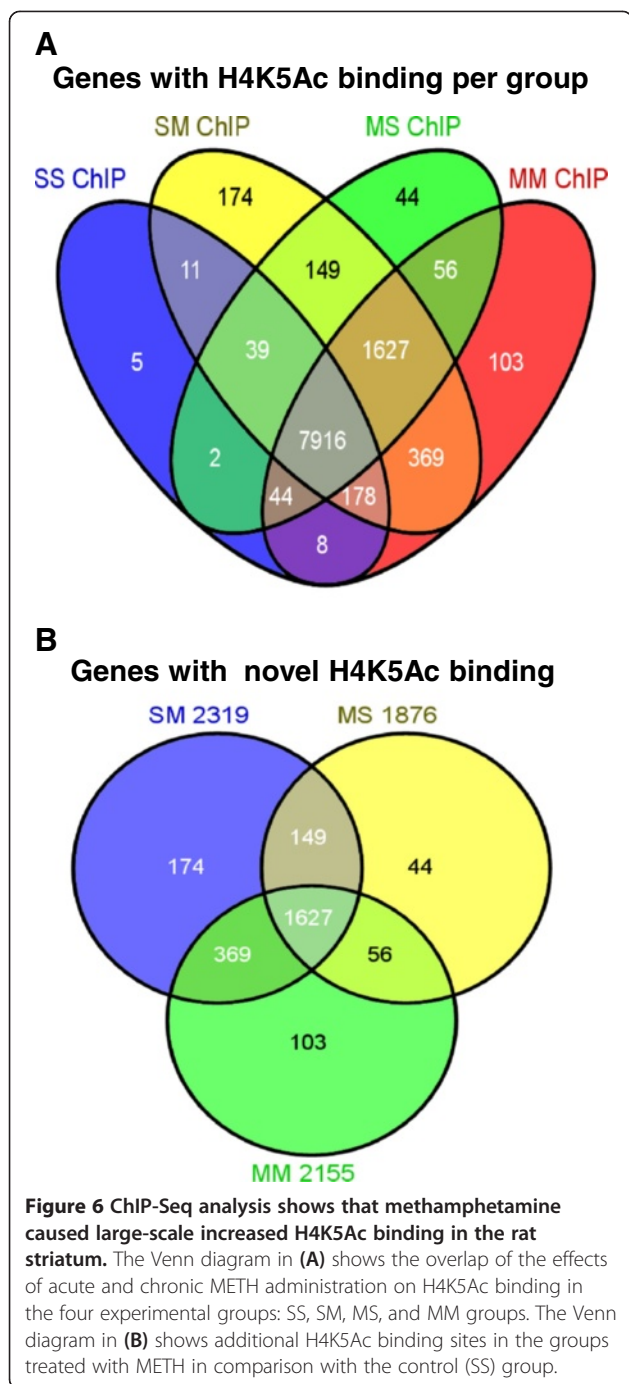 A
Genes with H4K5Ac binding per group
SM ChIP
MS ChIP
SS ChIP
MM ChIP
174
44
11
149
56
5
39
1627
103
2
7916
369
44
178
8
B
Genes with novel H4K5Ac binding
SM 2319
MS 1876
149
174
44
1627
369
56
103
MM 2155
Figure 6 ChIP-Seq analysis shows that methamphetamine
caused large-scale increased H4K5Ac binding in the rat
striatum. The Venn diagram in (A) shows the overlap of the effects
of acute and chronic METH administration on H4K5Ac binding in
the four experimental groups: SS, SM, MS, and MM groups. The Venn
diagram in (B) shows additional H4K5Ac binding sites in the groups
treated with METH in comparison with the control (SS) group.